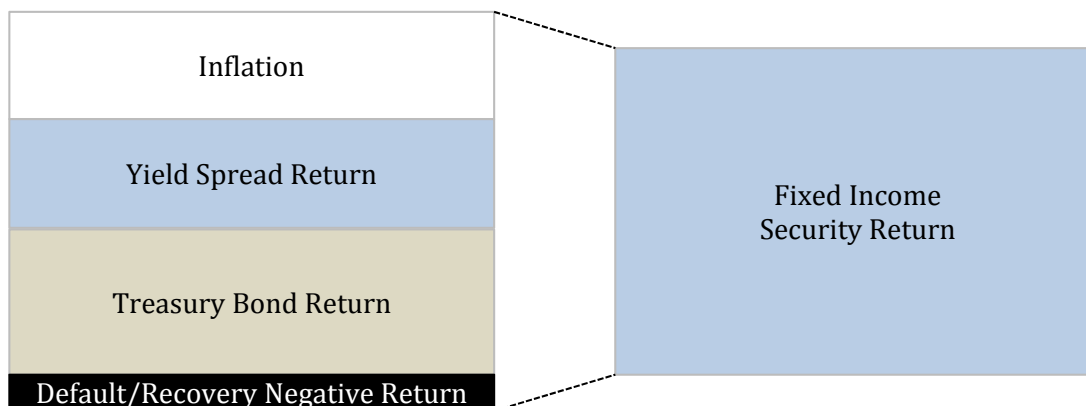 Inflation
Yield Spread Return
Treasury Bond Return
Default/Recovery Negative Return
Fixed Income
Security Return